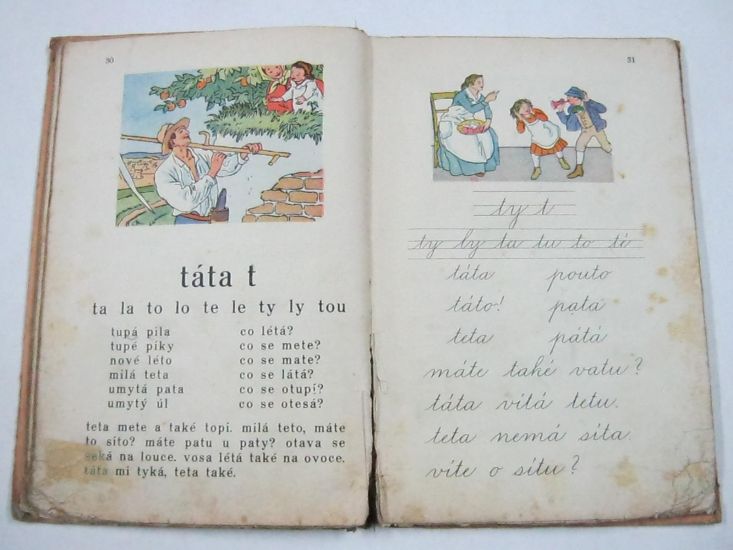 30
táta t
ta la to lo te le ty ly tou
tupá pila co létá?
tupé píky co se mete?
nové léto co se mate?
milá teta co se látá?
umytá pata co se otupí?
umytý úl co se otesá?
teta mete a také topí. milá teto, máte
to síto? máte patu u paty? otava se
seká na louce. vosa létá také na ovoce.
táta mi tyká, teta také.
31
ty t
ty ly ta tu to té
táta pouto
táto! pata
teta pátá
máte také vatu?
táta vítá tetu.
teta nemá síta.
víte o sítu?